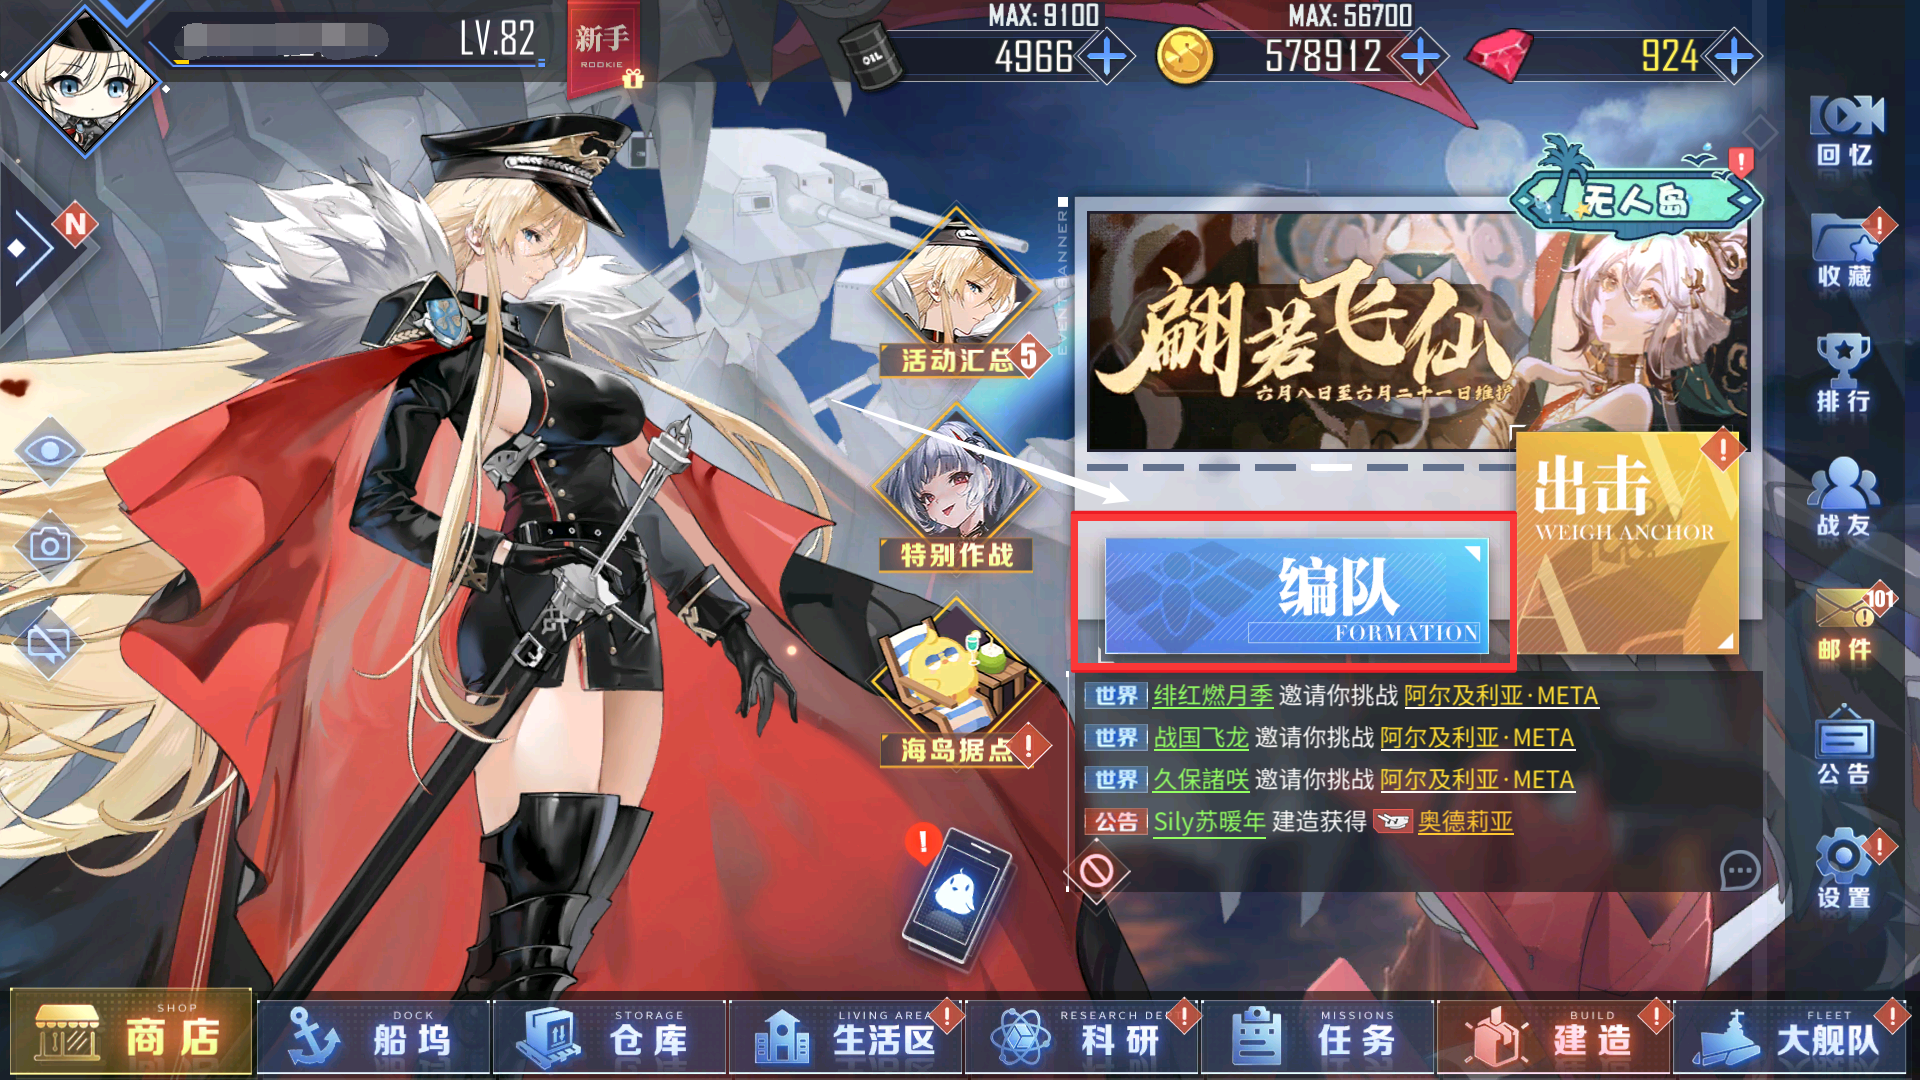 LV.82
新手
ROOKIE
OIL
MAX: 9100
4966
MAX: 56700
578912
924
N
回忆
收藏
排行
战友
101
邮件
公告
设置
EVENT BANNER
无人岛
翩若飞仙
六月八日至六月二十一日维护
活动汇总
5
特别作战
海岛据点
出击
WEIGH ANCHOR
编队
FORMATION
世界 绯红燃月季 邀请你挑战 阿尔及利亚·META
世界 战国飞龙 邀请你挑战 阿尔及利亚·META
世界 久保諸咲 邀请你挑战 阿尔及利亚·META
公告 Sily苏暖年 建造获得 奥德莉亚
SHOP
商店
DOCK
船坞
STORAGE
仓库
LIVING AREA
生活区
RESEARCH DE
科研
MISSIONS
任务
BUILD
建造
FLEET
大舰队